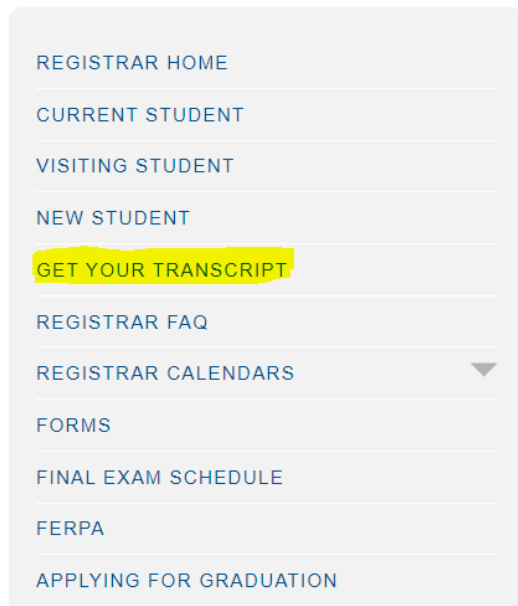 REGISTRAR HOME
CURRENT STUDENT
VISITING STUDENT
NEW STUDENT
GET YOUR TRANSCRIPT
REGISTRAR FAQ
REGISTRAR CALENDARS
FORMS
FINAL EXAM SCHEDULE
FERPA
APPLYING FOR GRADUATION